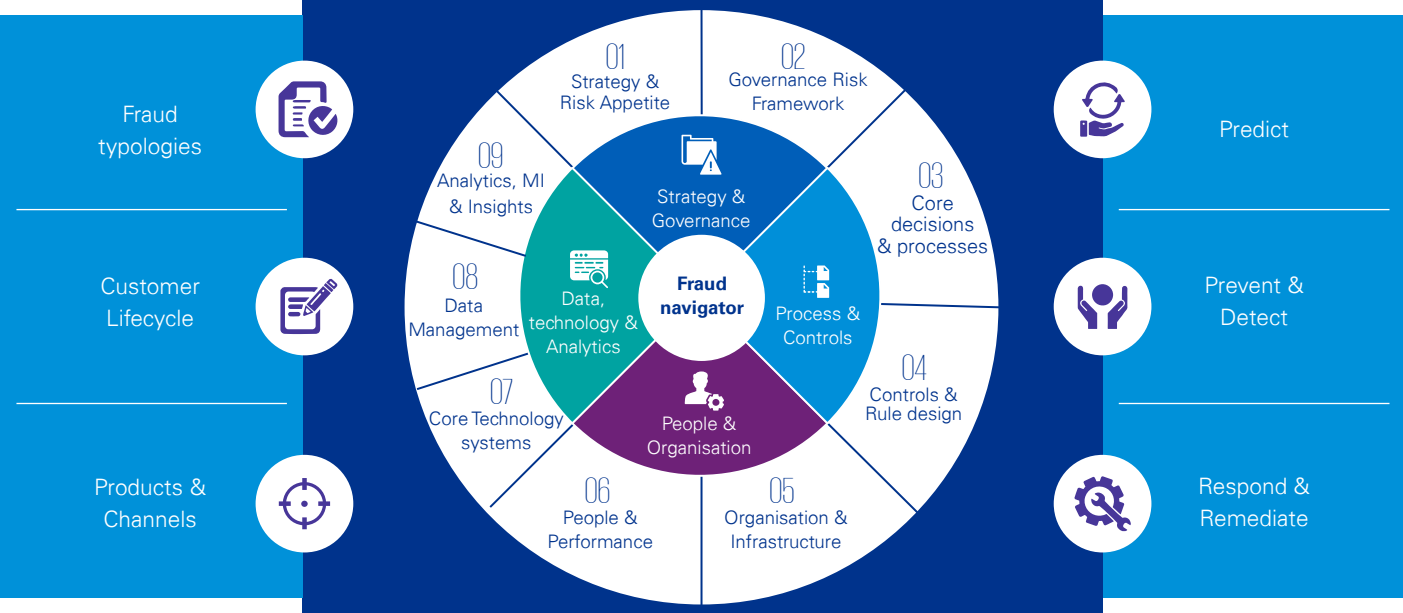 Fraud
typologies
Customer
Lifecycle
Products &
Channels
01
Strategy &
Risk Appetite
02
Governance Risk
Framework
03
Core
decisions
& processes
04
Controls &
Rule design
05
Organisation &
Infrastructure
06
People &
Performance
07
Core Technology
systems
08
Data
Management
09
Analytics, MI
& Insights
Strategy &
Governance
Process &
Controls
People &
Organisation
Data,
technology &
Analytics
Fraud
navigator
Predict
Prevent &
Detect
Respond &
Remediate